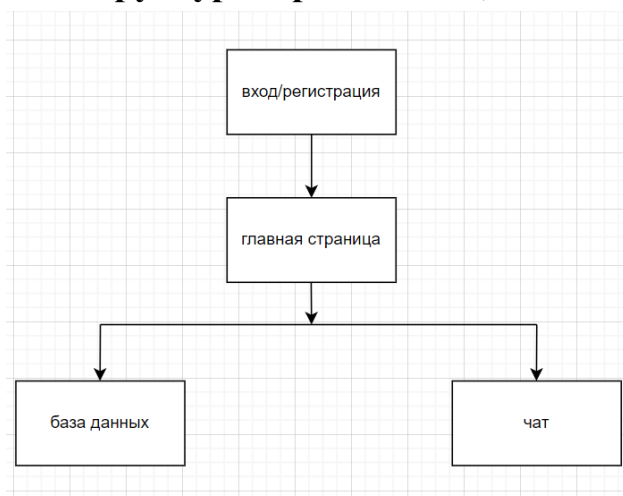 вход/регистрация
главная страница
база данных
чат